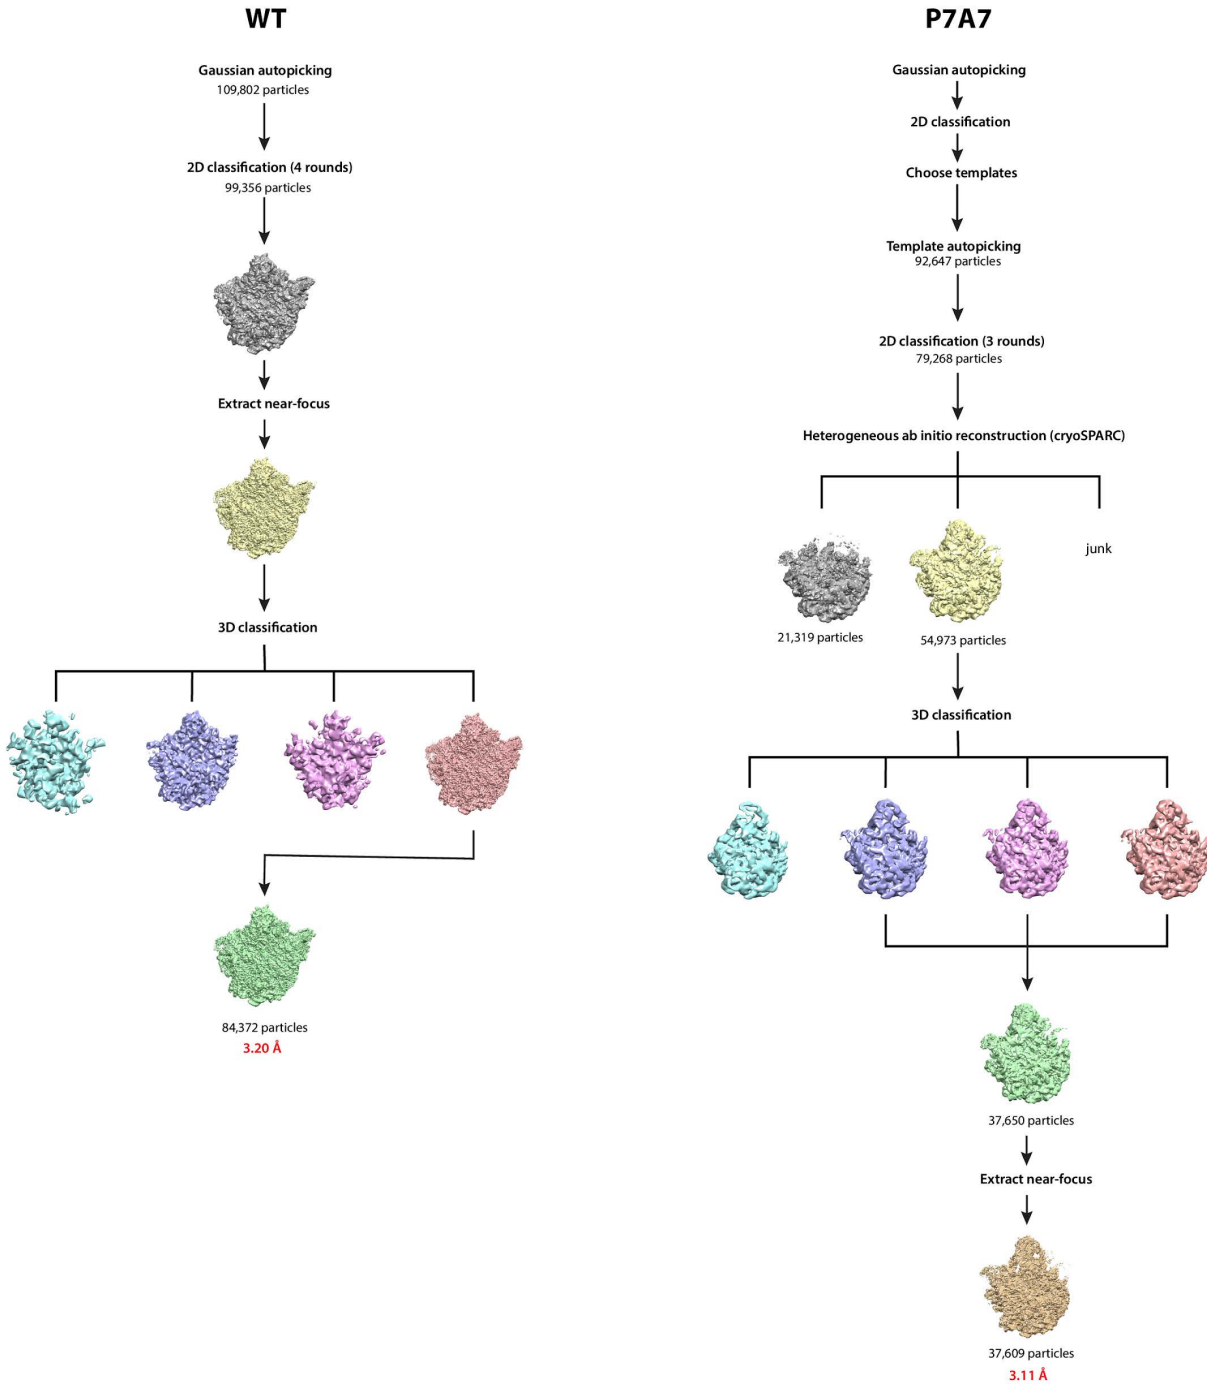 WT
Gaussian autopicking
109,802 particles
2D classification (4 rounds)
99,356 particles
Extract near-focus
3D classification
84,372 particles
3.20 Å
P7A7
Gaussian autopicking
2D classification
Choose templates
Template autopicking
92,647 particles
2D classification (3 rounds)
79,268 particles
Heterogeneous ab initio reconstruction (cryoSPARC)
junk
21,319 particles
54,973 particles
3D classification
37,650 particles
Extract near-focus
37,609 particles
3.11 Å